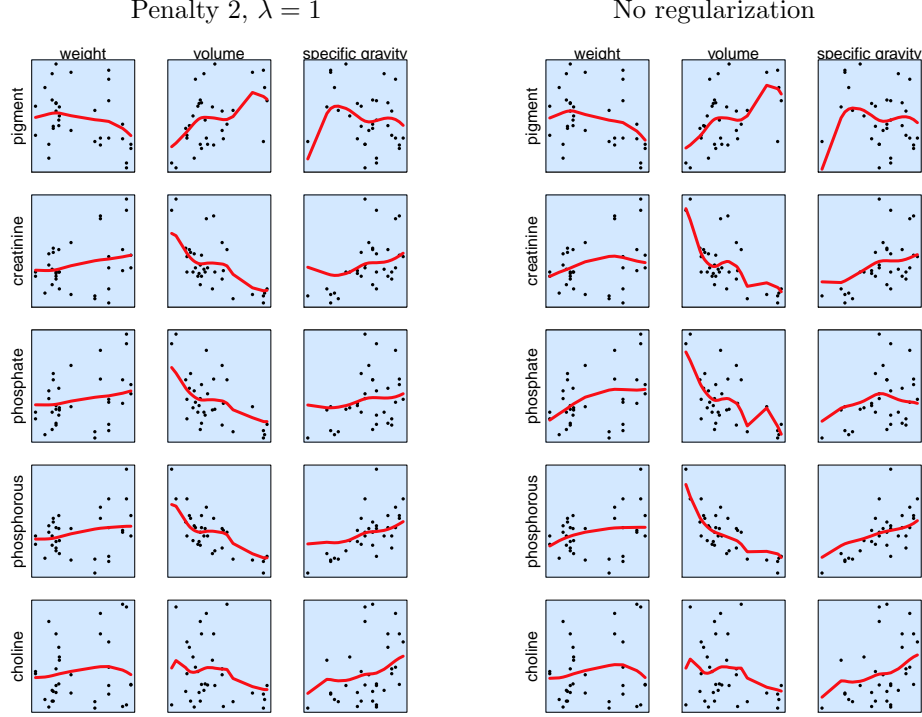 Penalty 2, λ = 1
No regularization
weight volume specific gravity
weight volume specific gravity
pigment
pigment
creatinine
creatinine
phosphate
phosphate
phosphorous
phosphorous
choline
choline